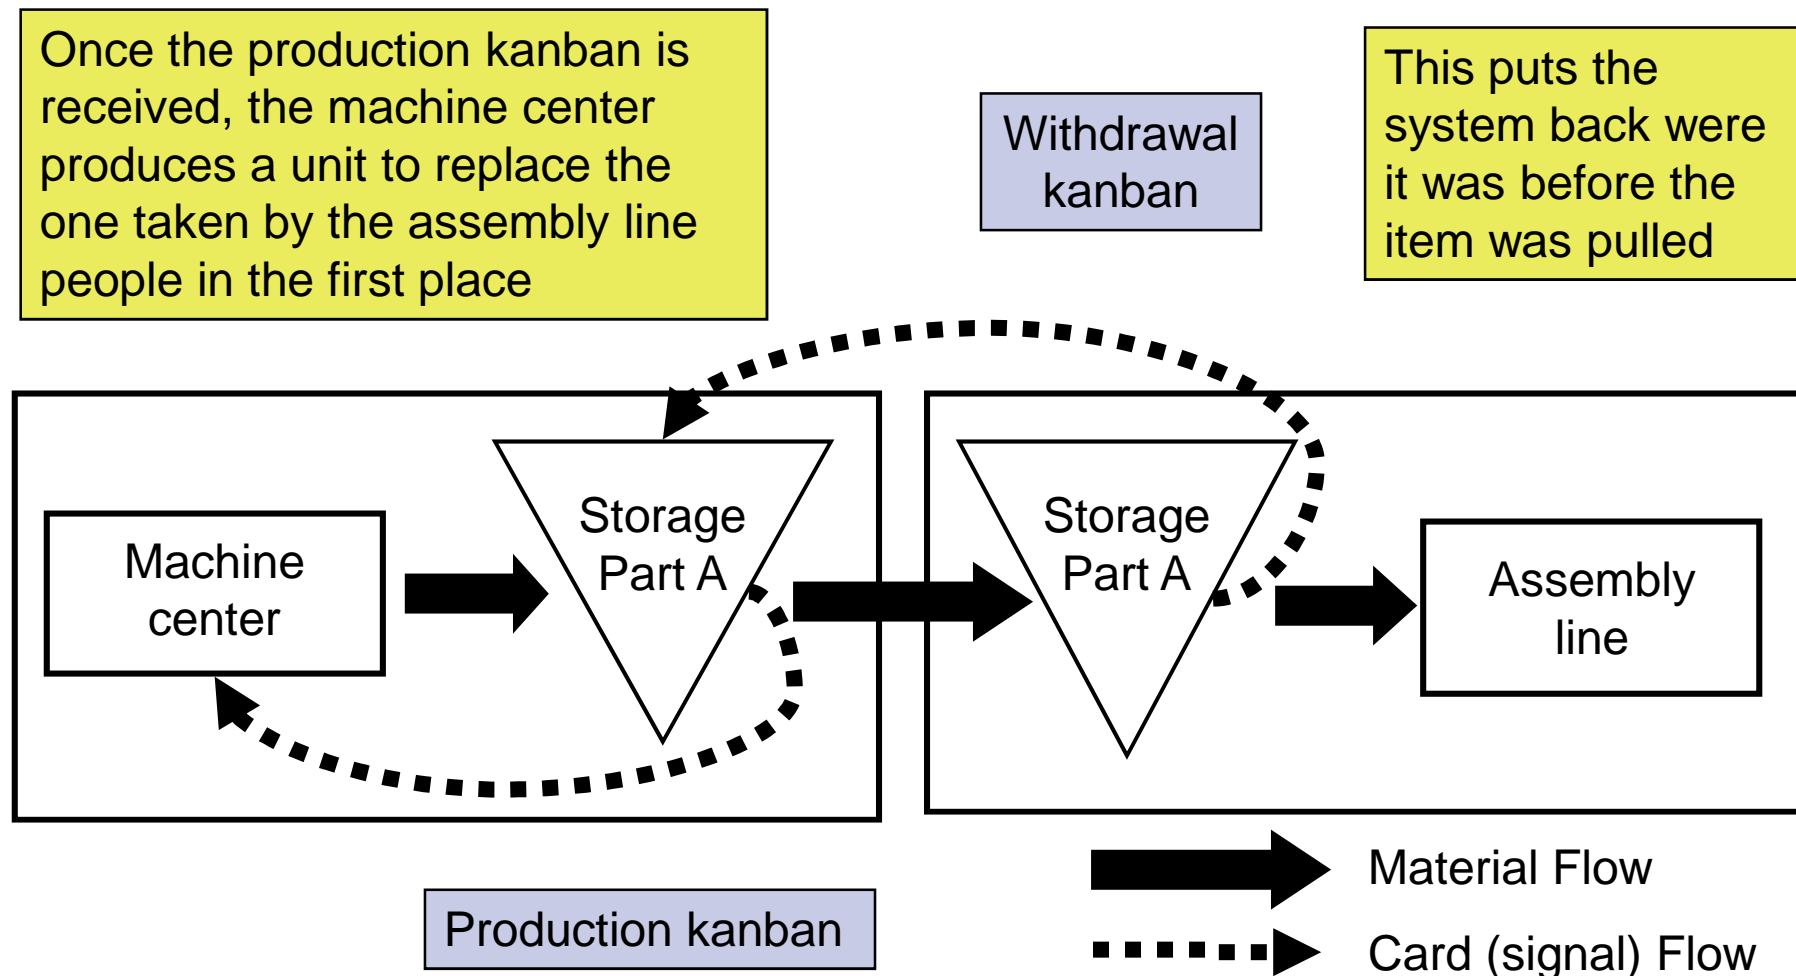 Once the production kanban is
received, the machine center
produces a unit to replace the
one taken by the assembly line
people in the first place
Withdrawal
kanban
This puts the
system back were
it was before the
item was pulled
Machine
center
Storage
Part A
Storage
Part A
Assembly
line
Production kanban
Material Flow
Card (signal) Flow